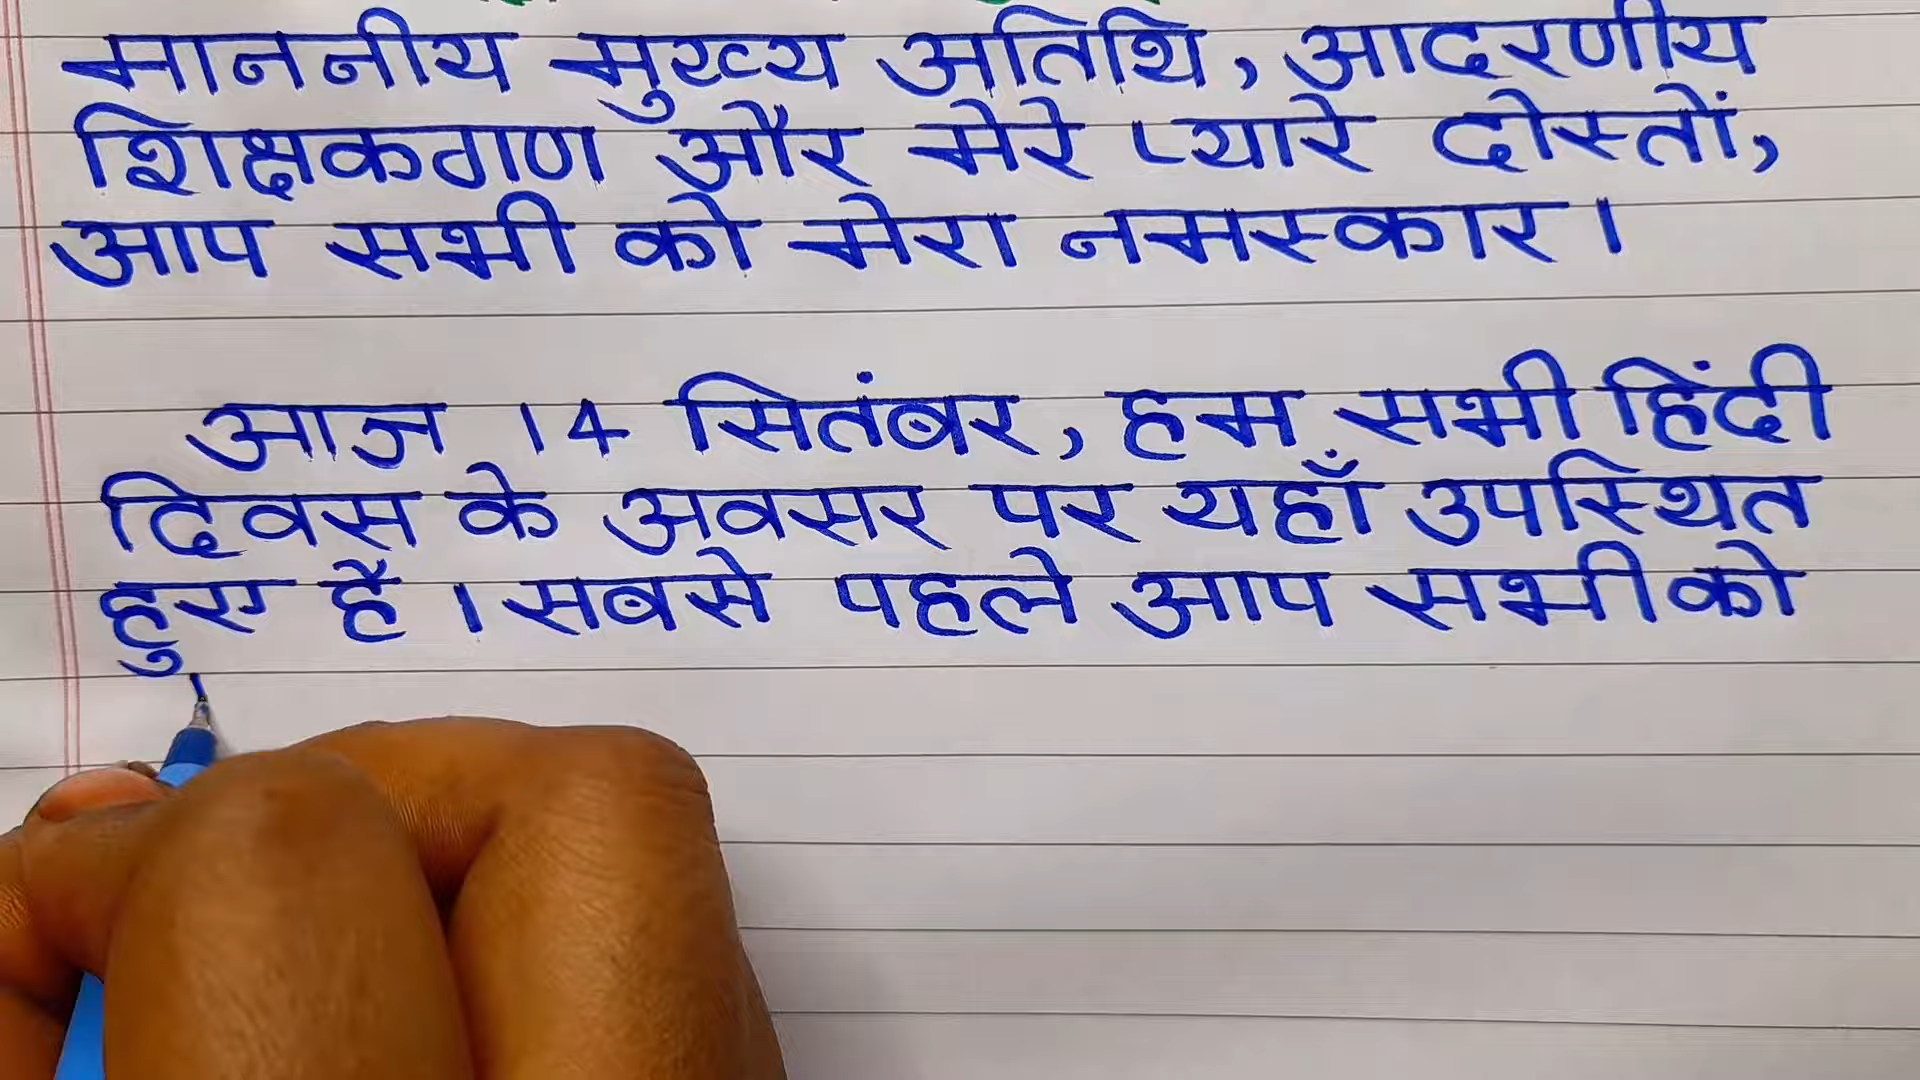 माननीय मुख्य अतिथि, आदरणीय
शिक्षकगण और मेरे प्यारे दोस्तों,
आप सभी को मेरा नमस्कार।
आज 14 सितंबर, हम सभी हिंदी
दिवस के अवसर पर यहाँ उपस्थित
हुए है। सबसे पहले आप सभी को